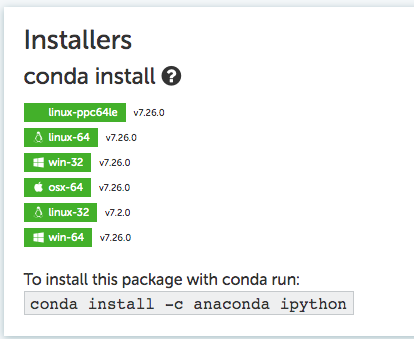 Installers
conda install ?
linux-ppc64le v7.26.0
linux-64 v7.26.0
win-32 v7.26.0
osx-64 v7.26.0
linux-32 v7.2.0
win-64 v7.26.0
To install this package with conda run:
conda install -c anaconda ipython